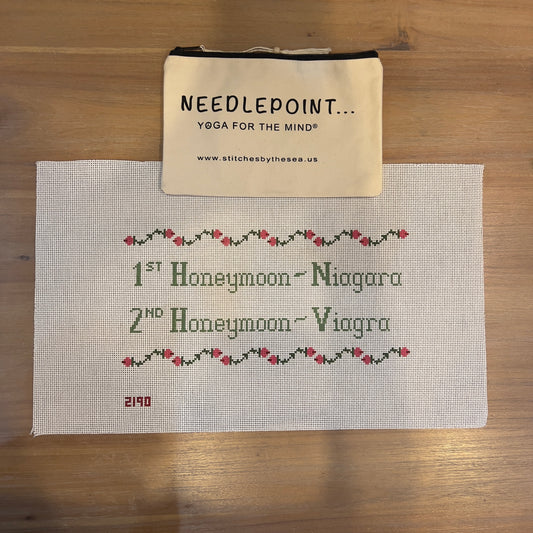 NEEDLEPOINT...
YOGA FOR THE MIND®
www.stitchesbythesea.us
1ST Honeymoon~Niagara
2ND Honeymoon~Viagra
2190